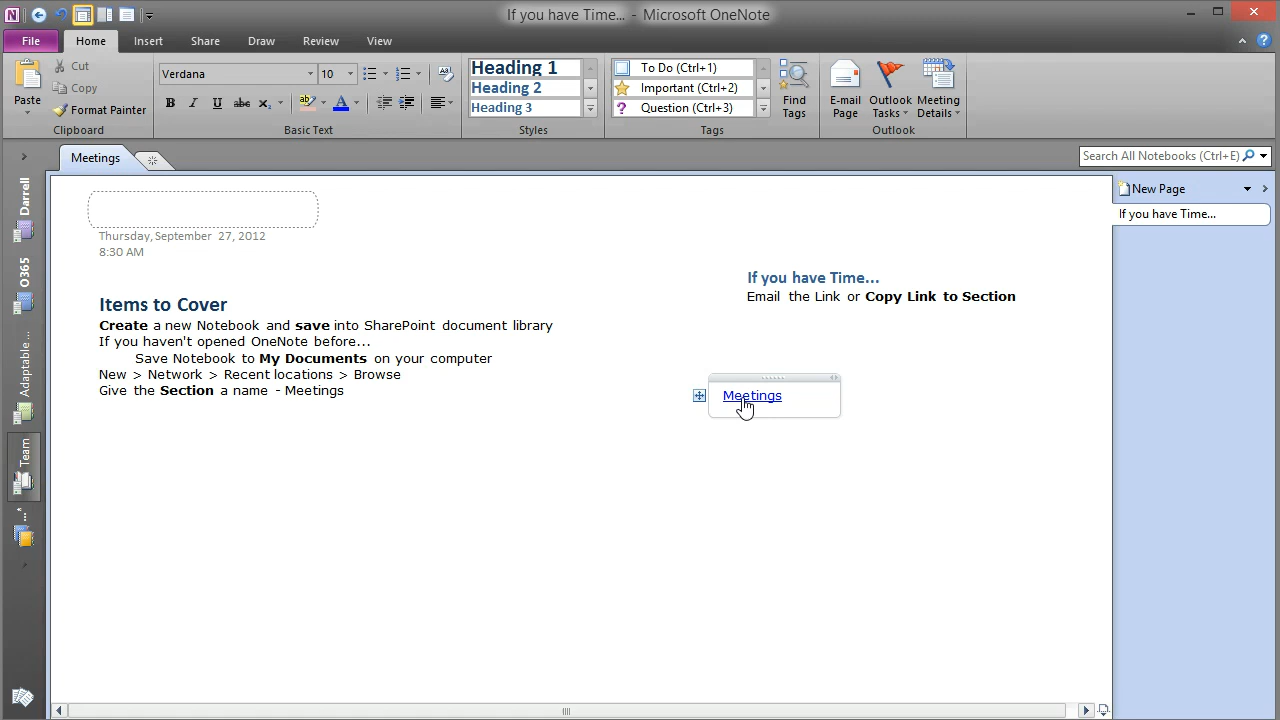 If you have Time... - Microsoft OneNote
File Home Insert Share Draw Review View
Paste
Cut
Copy
Format Painter
Clipboard
Verdana 10
B I U abc X₂
Basic Text
Heading 1
Heading 2
Heading 3
Styles
To Do (Ctrl+1)
Important (Ctrl+2)
Question (Ctrl+3)
Tags
Find Tags
E-mail Page
Outlook Tasks
Meeting Details
Outlook
Meetings
Search All Notebooks (Ctrl+E)
Darrell
O365
Adaptable...
Team
New Page
If you have Time...
Thursday, September 27, 2012
8:30 AM
Items to Cover
Create a new Notebook and save into SharePoint document library
If you haven't opened OneNote before...
Save Notebook to My Documents on your computer
New > Network > Recent locations > Browse
Give the Section a name - Meetings
If you have Time...
Email the Link or Copy Link to Section
Meetings